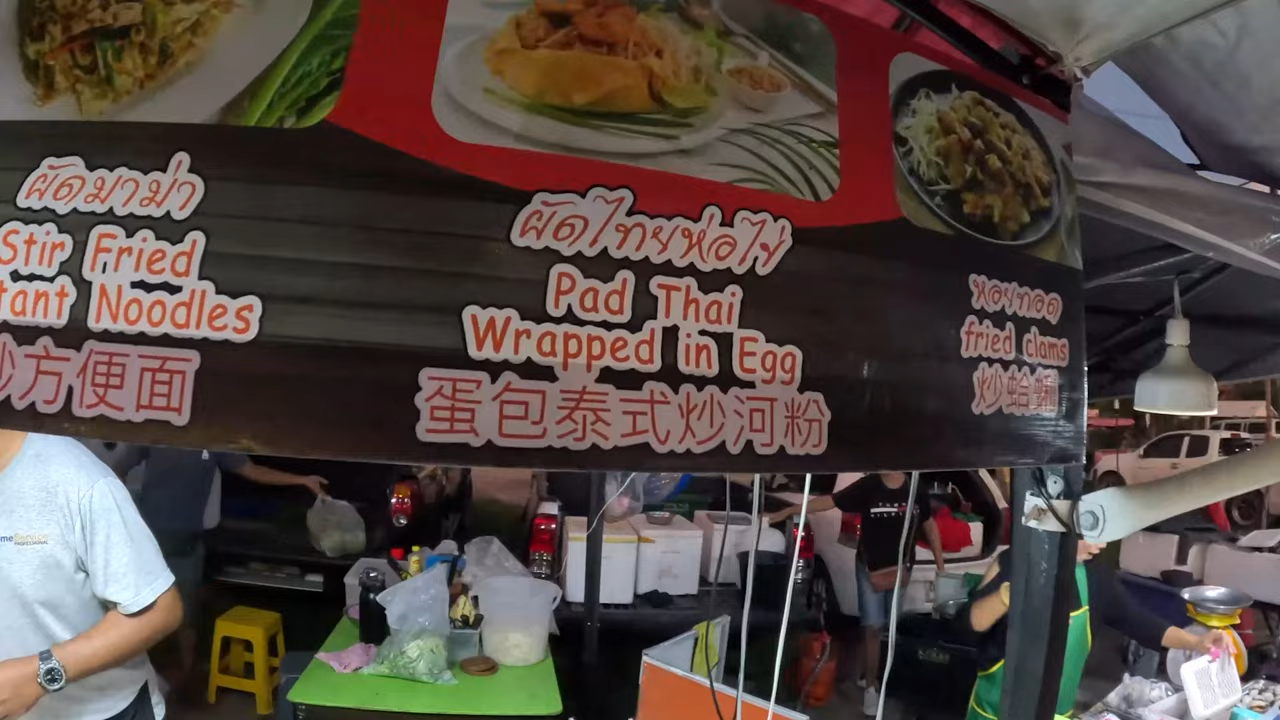 ผัดมาม่า
Stir Fried
tant Noodles
炒方便面
ผัดไทยห่อไข่
Pad Thai
Wrapped in Egg
蛋包泰式炒河粉
หอยทอด
fried clams
炒蛤蜊